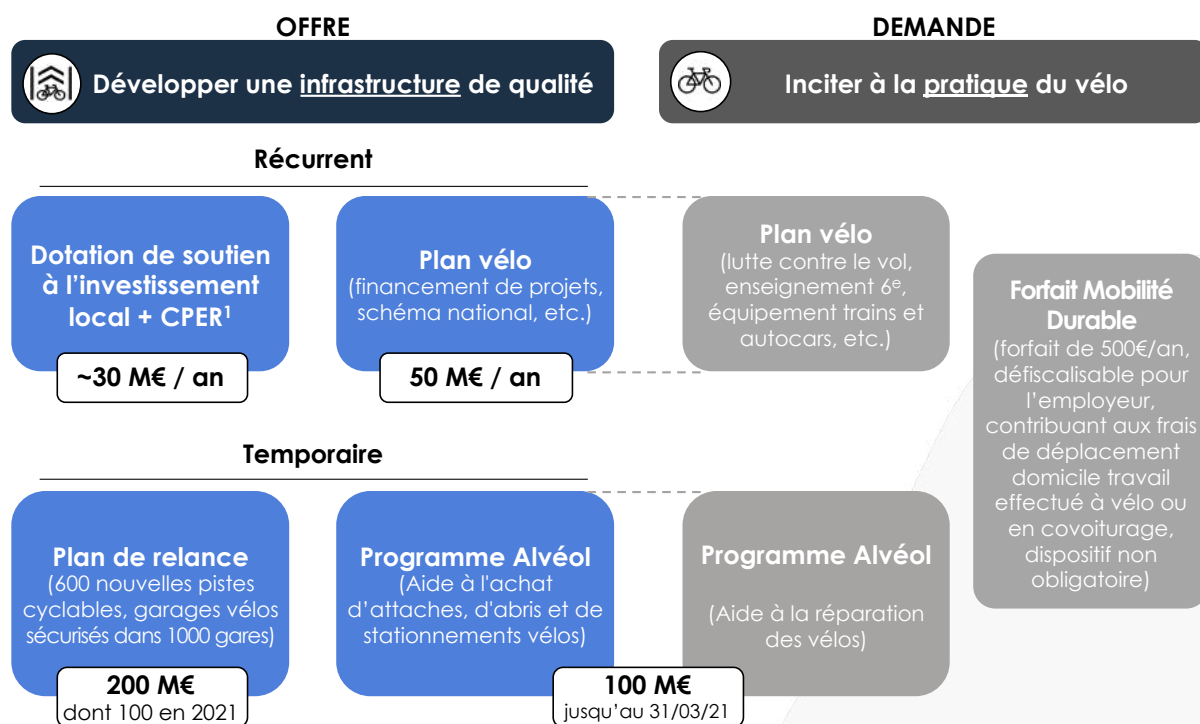 OFFRE
Développer une infrastructure de qualité
DEMANDE
Inciter à la pratique du vélo
Récurrent
Dotation de soutien
à l'investissement
local + CPER¹
~30 M€ / an
Plan vélo
(financement de projets,
schéma national, etc.)
50 M€ / an
Plan vélo
(lutte contre le vol,
enseignement 6ᵉ,
équipement trains et
autocars, etc.)
Forfait Mobilité
Durable
(forfait de 500€/an,
défiscalisable pour
l'employeur,
contribuant aux frais
de déplacement
domicile travail
effectué à vélo ou
en covoiturage,
dispositif non
obligatoire)
Temporaire
Plan de relance
(600 nouvelles pistes
cyclables, garages vélos
sécurisés dans 1000 gares)
200 M€
dont 100 en 2021
Programme Alvéol
(Aide à l'achat
d'attaches, d'abris et de
stationnements vélos)
Programme Alvéol
(Aide à la réparation
des vélos)
100 M€
jusqu'au 31/03/21